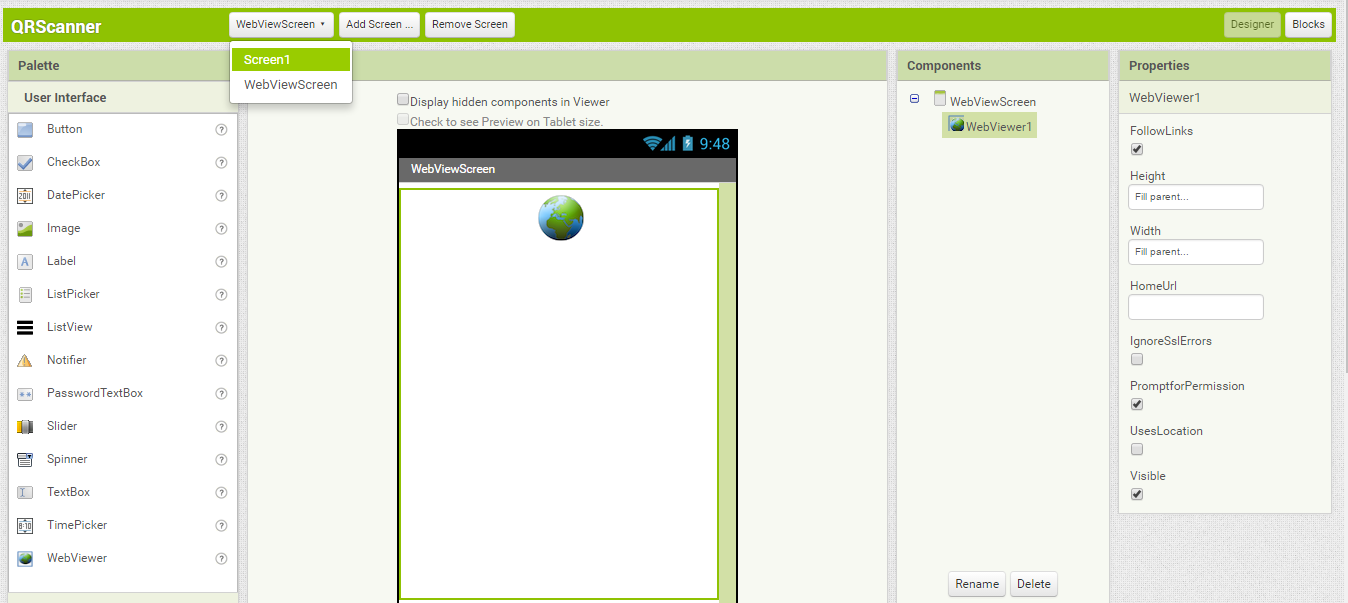 QRScanner
WebViewScreen
Add Screen ...
Remove Screen
Designer
Blocks
Screen1
WebViewScreen
Palette
User Interface
Button
CheckBox
DatePicker
Image
Label
ListPicker
ListView
Notifier
PasswordTextBox
Slider
Spinner
TextBox
TimePicker
WebViewer
Display hidden components in Viewer
Check to see Preview on Tablet size.
9:48
WebViewScreen
Components
WebViewScreen
WebViewer1
Rename
Delete
Properties
WebViewer1
FollowLinks
Height
Fill parent...
Width
Fill parent...
HomeUrl
IgnoreSslErrors
PromptforPermission
UsesLocation
Visible